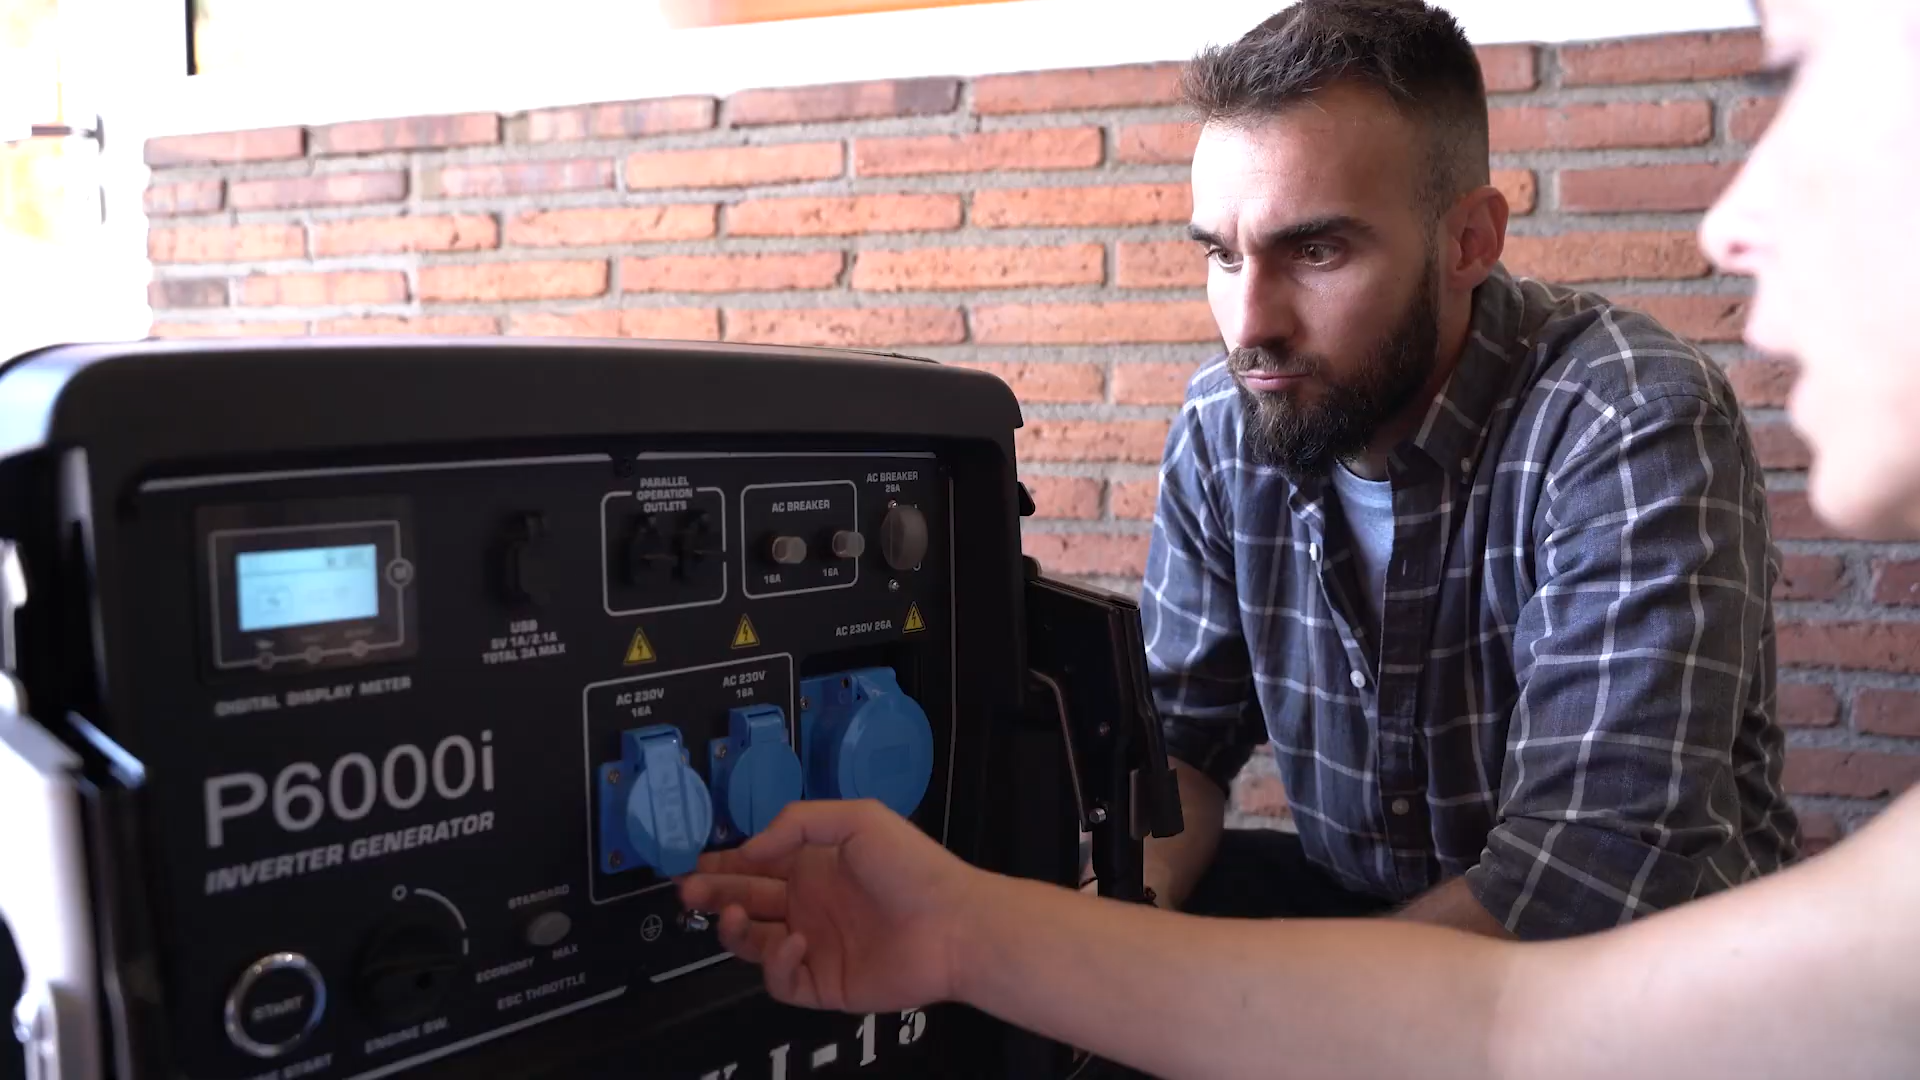 PARALLEL
OPERATION
OUTLETS
AC BREAKER
16A
16A
AC BREAKER
26A
USB
5V 1A/2.1A
TOTAL 3A MAX
AC 230V 26A
DIGITAL DISPLAY METER
AC 230V
16A
AC 230V
16A
P6000i
INVERTER GENERATOR
STANDARD
ECONOMY
MAX
ESC THROTTLE
START
ENGINE SW.
START